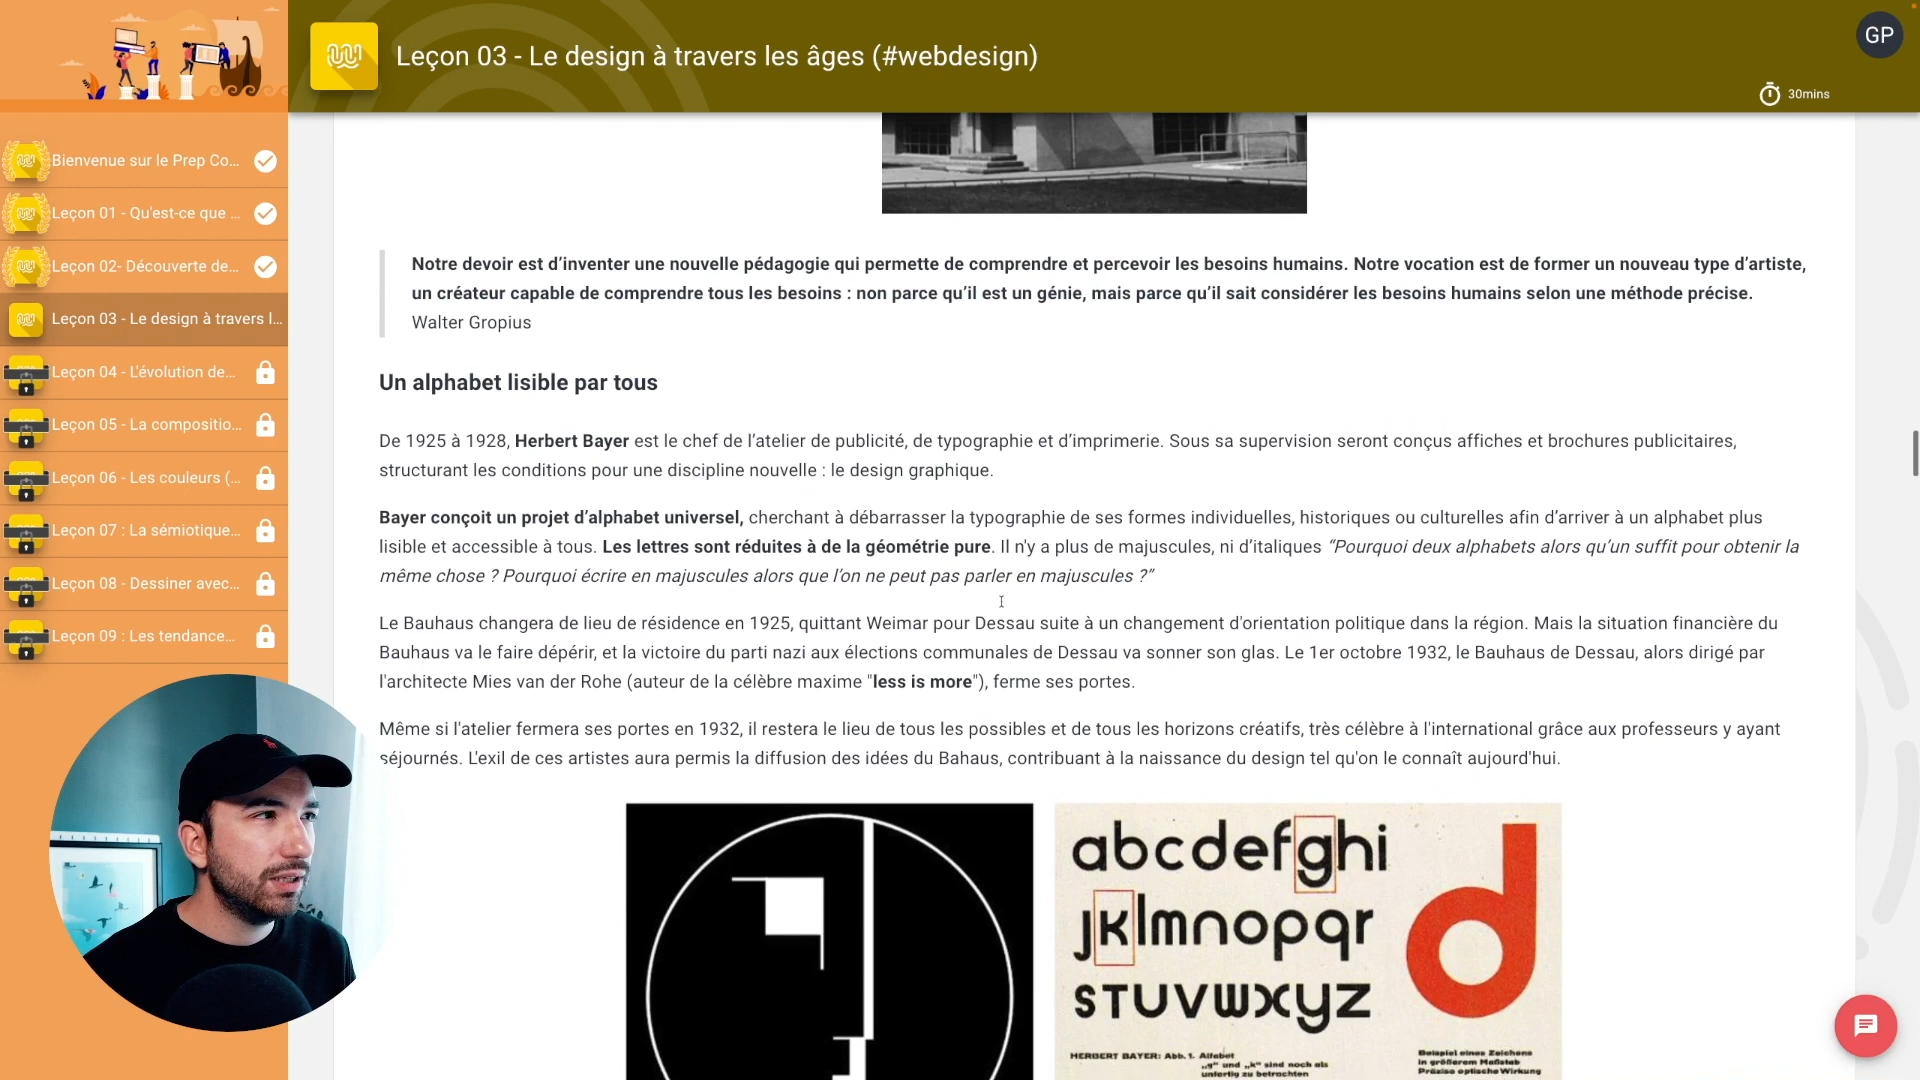 Leçon 03 - Le design à travers les âges (#webdesign)
GP
30mins
Bienvenue sur le Prep Co...
Leçon 01 - Qu'est-ce que ...
Leçon 02- Découverte de...
Leçon 03 - Le design à travers l...
Leçon 04 - L'évolution de...
Leçon 05 - La compositio...
Leçon 06 - Les couleurs (...
Leçon 07 : La sémiotique...
Leçon 08 - Dessiner avec...
Leçon 09 : Les tendance...
Notre devoir est d’inventer une nouvelle pédagogie qui permette de comprendre et percevoir les besoins humains. Notre vocation est de former un nouveau type d’artiste,
un créateur capable de comprendre tous les besoins : non parce qu’il est un génie, mais parce qu’il sait considérer les besoins humains selon une méthode précise.
Walter Gropius
Un alphabet lisible par tous
De 1925 à 1928, Herbert Bayer est le chef de l’atelier de publicité, de typographie et d’imprimerie. Sous sa supervision seront conçus affiches et brochures publicitaires,
structurant les conditions pour une discipline nouvelle : le design graphique.
Bayer conçoit un projet d’alphabet universel, cherchant à débarrasser la typographie de ses formes individuelles, historiques ou culturelles afin d’arriver à un alphabet plus
lisible et accessible à tous. Les lettres sont réduites à de la géométrie pure. Il n'y a plus de majuscules, ni d’italiques “Pourquoi deux alphabets alors qu’un suffit pour obtenir la
même chose ? Pourquoi écrire en majuscules alors que l’on ne peut pas parler en majuscules ?”
Le Bauhaus changera de lieu de résidence en 1925, quittant Weimar pour Dessau suite à un changement d'orientation politique dans la région. Mais la situation financière du
Bauhaus va le faire dépérir, et la victoire du parti nazi aux élections communales de Dessau va sonner son glas. Le 1er octobre 1932, le Bauhaus de Dessau, alors dirigé par
l'architecte Mies van der Rohe (auteur de la célèbre maxime "less is more"), ferme ses portes.
Même si l'atelier fermera ses portes en 1932, il restera le lieu de tous les possibles et de tous les horizons créatifs, très célèbre à l'international grâce aux professeurs y ayant
séjournés. L'exil de ces artistes aura permis la diffusion des idées du Bahaus, contribuant à la naissance du design tel qu'on le connaît aujourd'hui.
abcdefghi
jklmnopqr
stuvwxyz
d
HERBERT BAYER: Abb. 1. Alfabet
„g" und „k" sind noch als
unfertig zu betrachten
Beispiel eines Zeichens
in größerem Maßstab
Präzise optische Wirkung